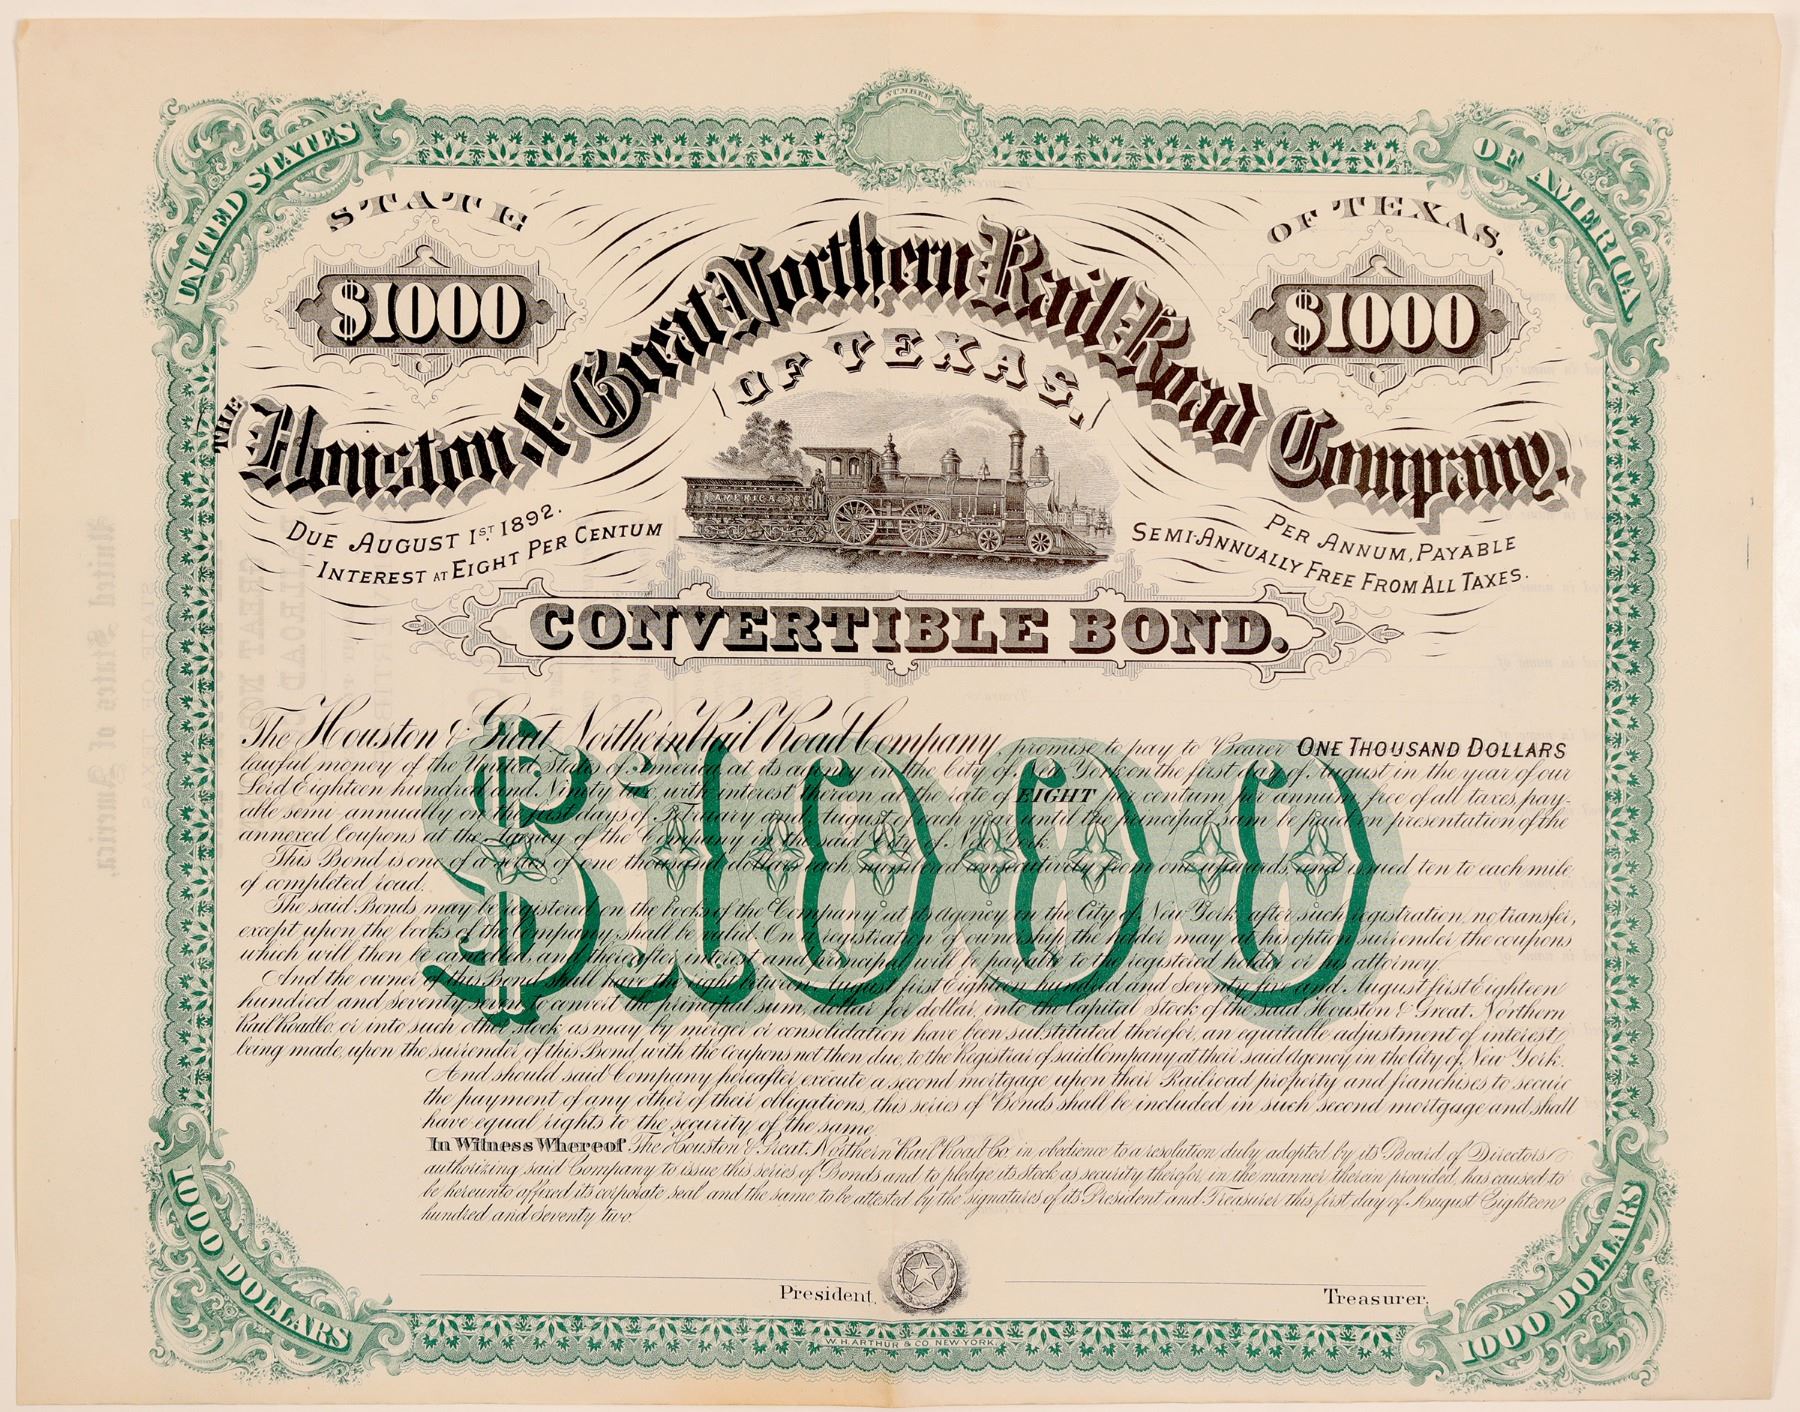 NUMBER
UNITED STATES
OF AMERICA
STATE
OF TEXAS.
$1000
$1000
THE Houston & Great Northern Rail Road Company.
OF TEXAS,
AMERICA
DUE AUGUST 1ST 1892.
INTEREST AT EIGHT PER CENTUM
PER ANNUM, PAYABLE
SEMI-ANNUALLY FREE FROM ALL TAXES.
CONVERTIBLE BOND.
$1000
The Houston & Great Northern Rail Road Company, promise to pay to Bearer ONE THOUSAND DOLLARS
lawful money of the United States of America, at its agency in the City of New York on the first day of August in the year of our
Lord Eighteen hundred and Ninety two, with interest thereon at the rate of EIGHT per centum per annum, free of all taxes, pay-
able semi-annually on the first days of February and August of each year until the principal sum be paid on presentation of the
annexed Coupons at the Agency of the Company in the said City of New York.
This Bond is one of a series of one thousand dollars each, numbered consecutively from one upwards, and issued ten to each mile
of completed road.
The said Bonds may be registered on the books of the Company at its agency in the City of New York, after such registration no transfer,
except upon the books of the Company shall be valid. On a registration of ownership the holder may at his option surrender the coupons
which will then be cancelled, and thereafter interest and principal will be payable to the registered holder or his attorney.
And the owner of this Bond shall have the right between August first Eighteen hundred and Seventy five and August first Eighteen
hundred and Seventy seven to convert the principal sum dollar for dollar, into the Capital Stock of the said Houston & Great Northern
Rail Road Co. or into such other stock as may by merger or consolidation have been substituted therefor, an equitable adjustment of interest
being made, upon the surrender of this Bond, with the Coupons not then due, to the Registrar of said Company at their said Agency in the City of New York.
And should said Company hereafter execute a second mortgage upon their Railroad property and franchises to secure
the payment of any other of their obligations, this series of Bonds shall be included in such second mortgage and shall
have equal rights to the security of the same,
In Witness Whereof The Houston & Great Northern Rail Road Co. in obedience to a resolution duly adopted by its Board of Directors
authorizing said Company to issue this series of Bonds and to pledge its stock as security therefor, in the manner therein provided, has caused to
be hereunto affixed its corporate seal and the same to be attested by the signatures of its President and Treasurer this first day of August Eighteen
hundred and Seventy two.
President,
Treasurer.
1000 DOLLARS
1000 DOLLARS
W. H. ARTHUR & CO. NEW YORK
United States of America,
STATE OF TEXAS